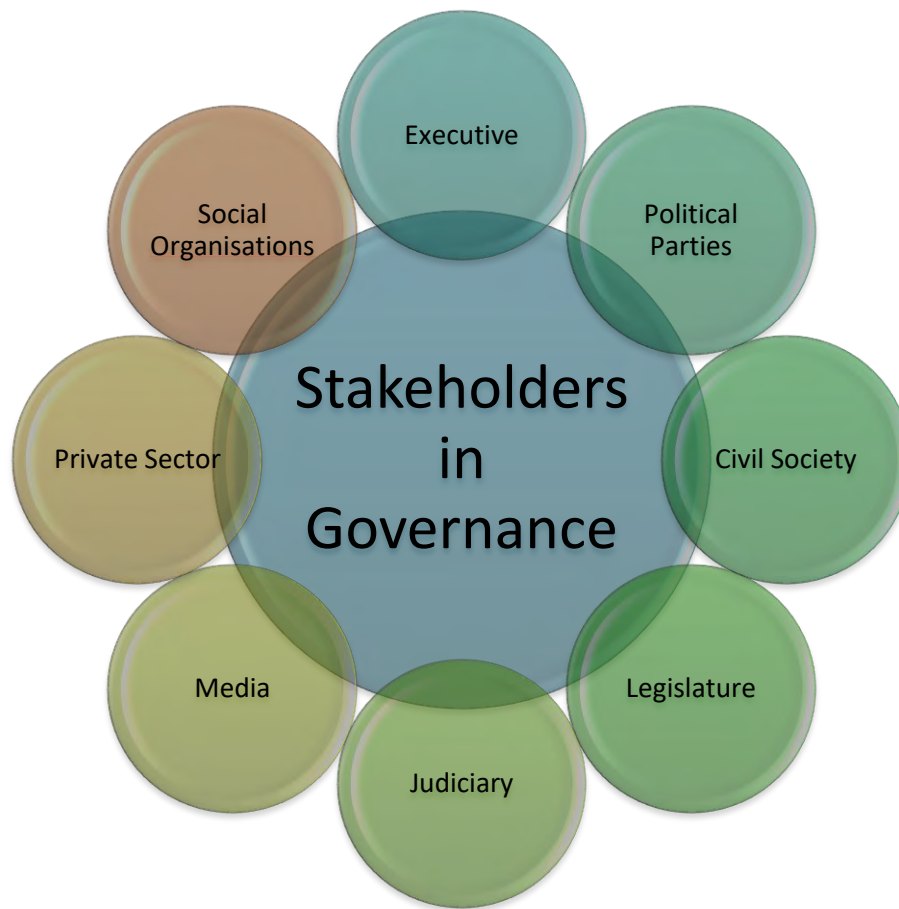 Executive
Political
Parties
Civil Society
Legislature
Judiciary
Media
Private Sector
Social
Organisations
Stakeholders
in
Governance